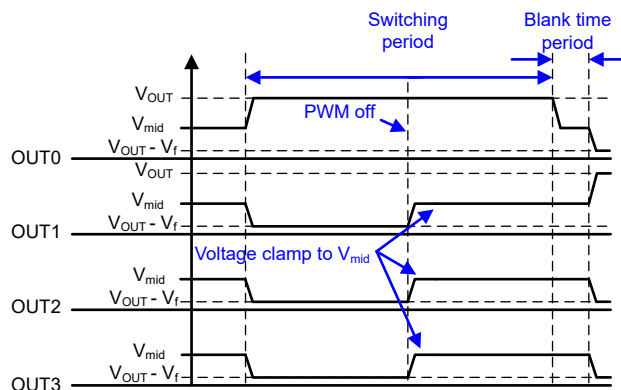 Switching
period
Blank time
period
VOUT
PWM off
Vmid
VOUT - Vf
OUT0
VOUT
Vmid
VOUT - Vf
OUT1
Voltage clamp to Vmid
Vmid
VOUT - Vf
OUT2
Vmid
VOUT - Vf
OUT3